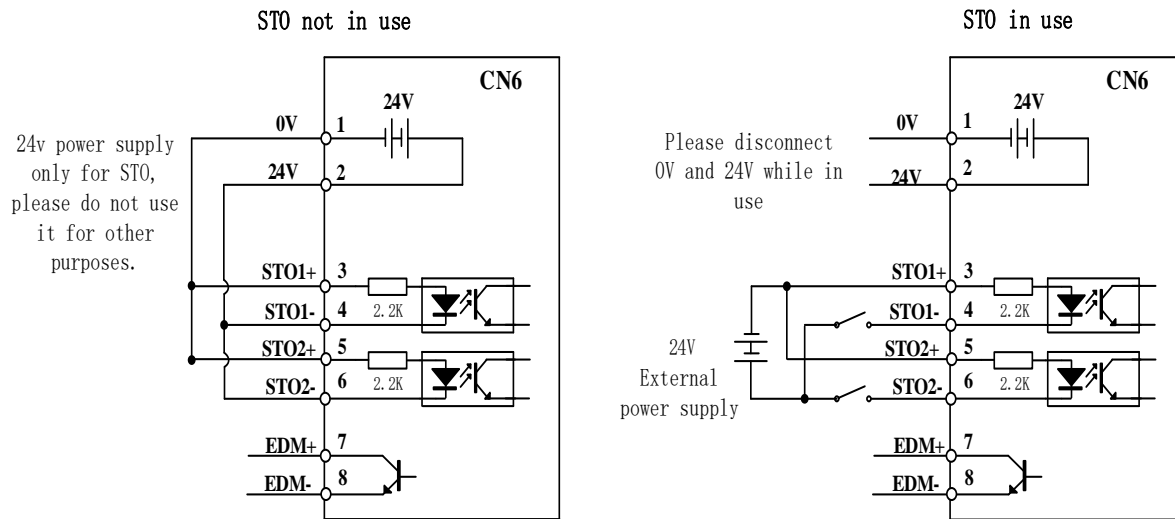 STO not in use
CN6
24V
0V
1
24V
2
24v power supply
only for STO,
please do not use
it for other
purposes.
STO1+
3
2.2K
STO1-
4
STO2+
5
2.2K
STO2-
6
EDM+
7
EDM-
8
STO in use
CN6
24V
0V
1
24V
2
Please disconnect
0V and 24V while in
use
STO1+
3
2.2K
STO1-
4
STO2+
5
2.2K
STO2-
6
24V
External
power supply
EDM+
7
EDM-
8